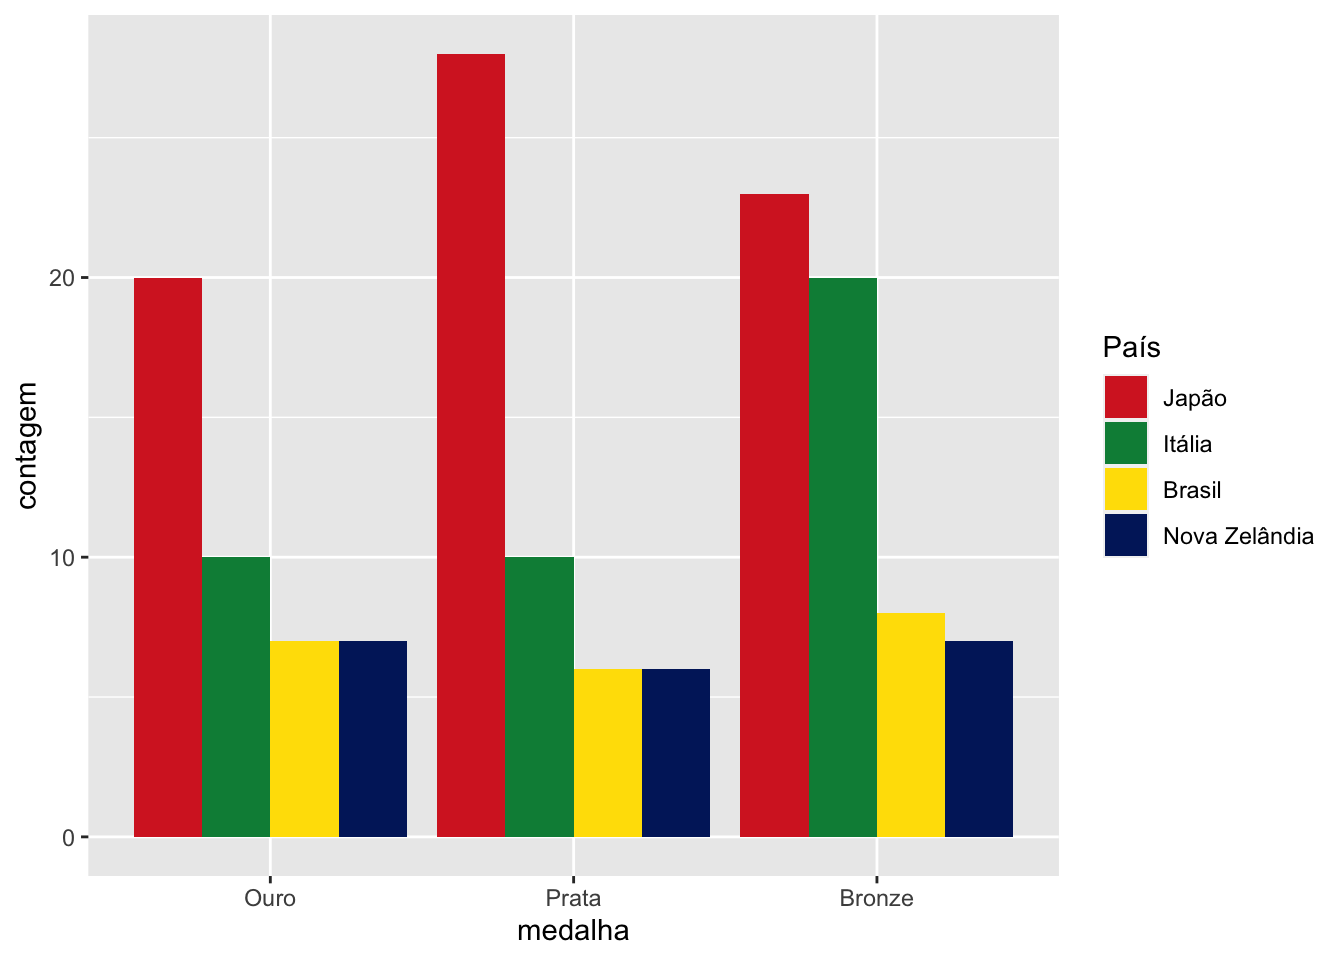 contagem
20
10
0
Ouro
Prata
Bronze
medalha
País
Japão
Itália
Brasil
Nova Zelândia